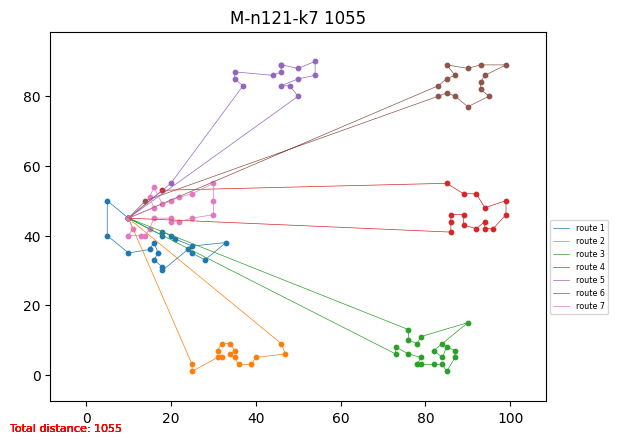 M-n121-k7 1055
80
60
40
20
0
0
20
40
60
80
100
route 1
route 2
route 3
route 4
route 5
route 6
route 7
Total distance: 1055